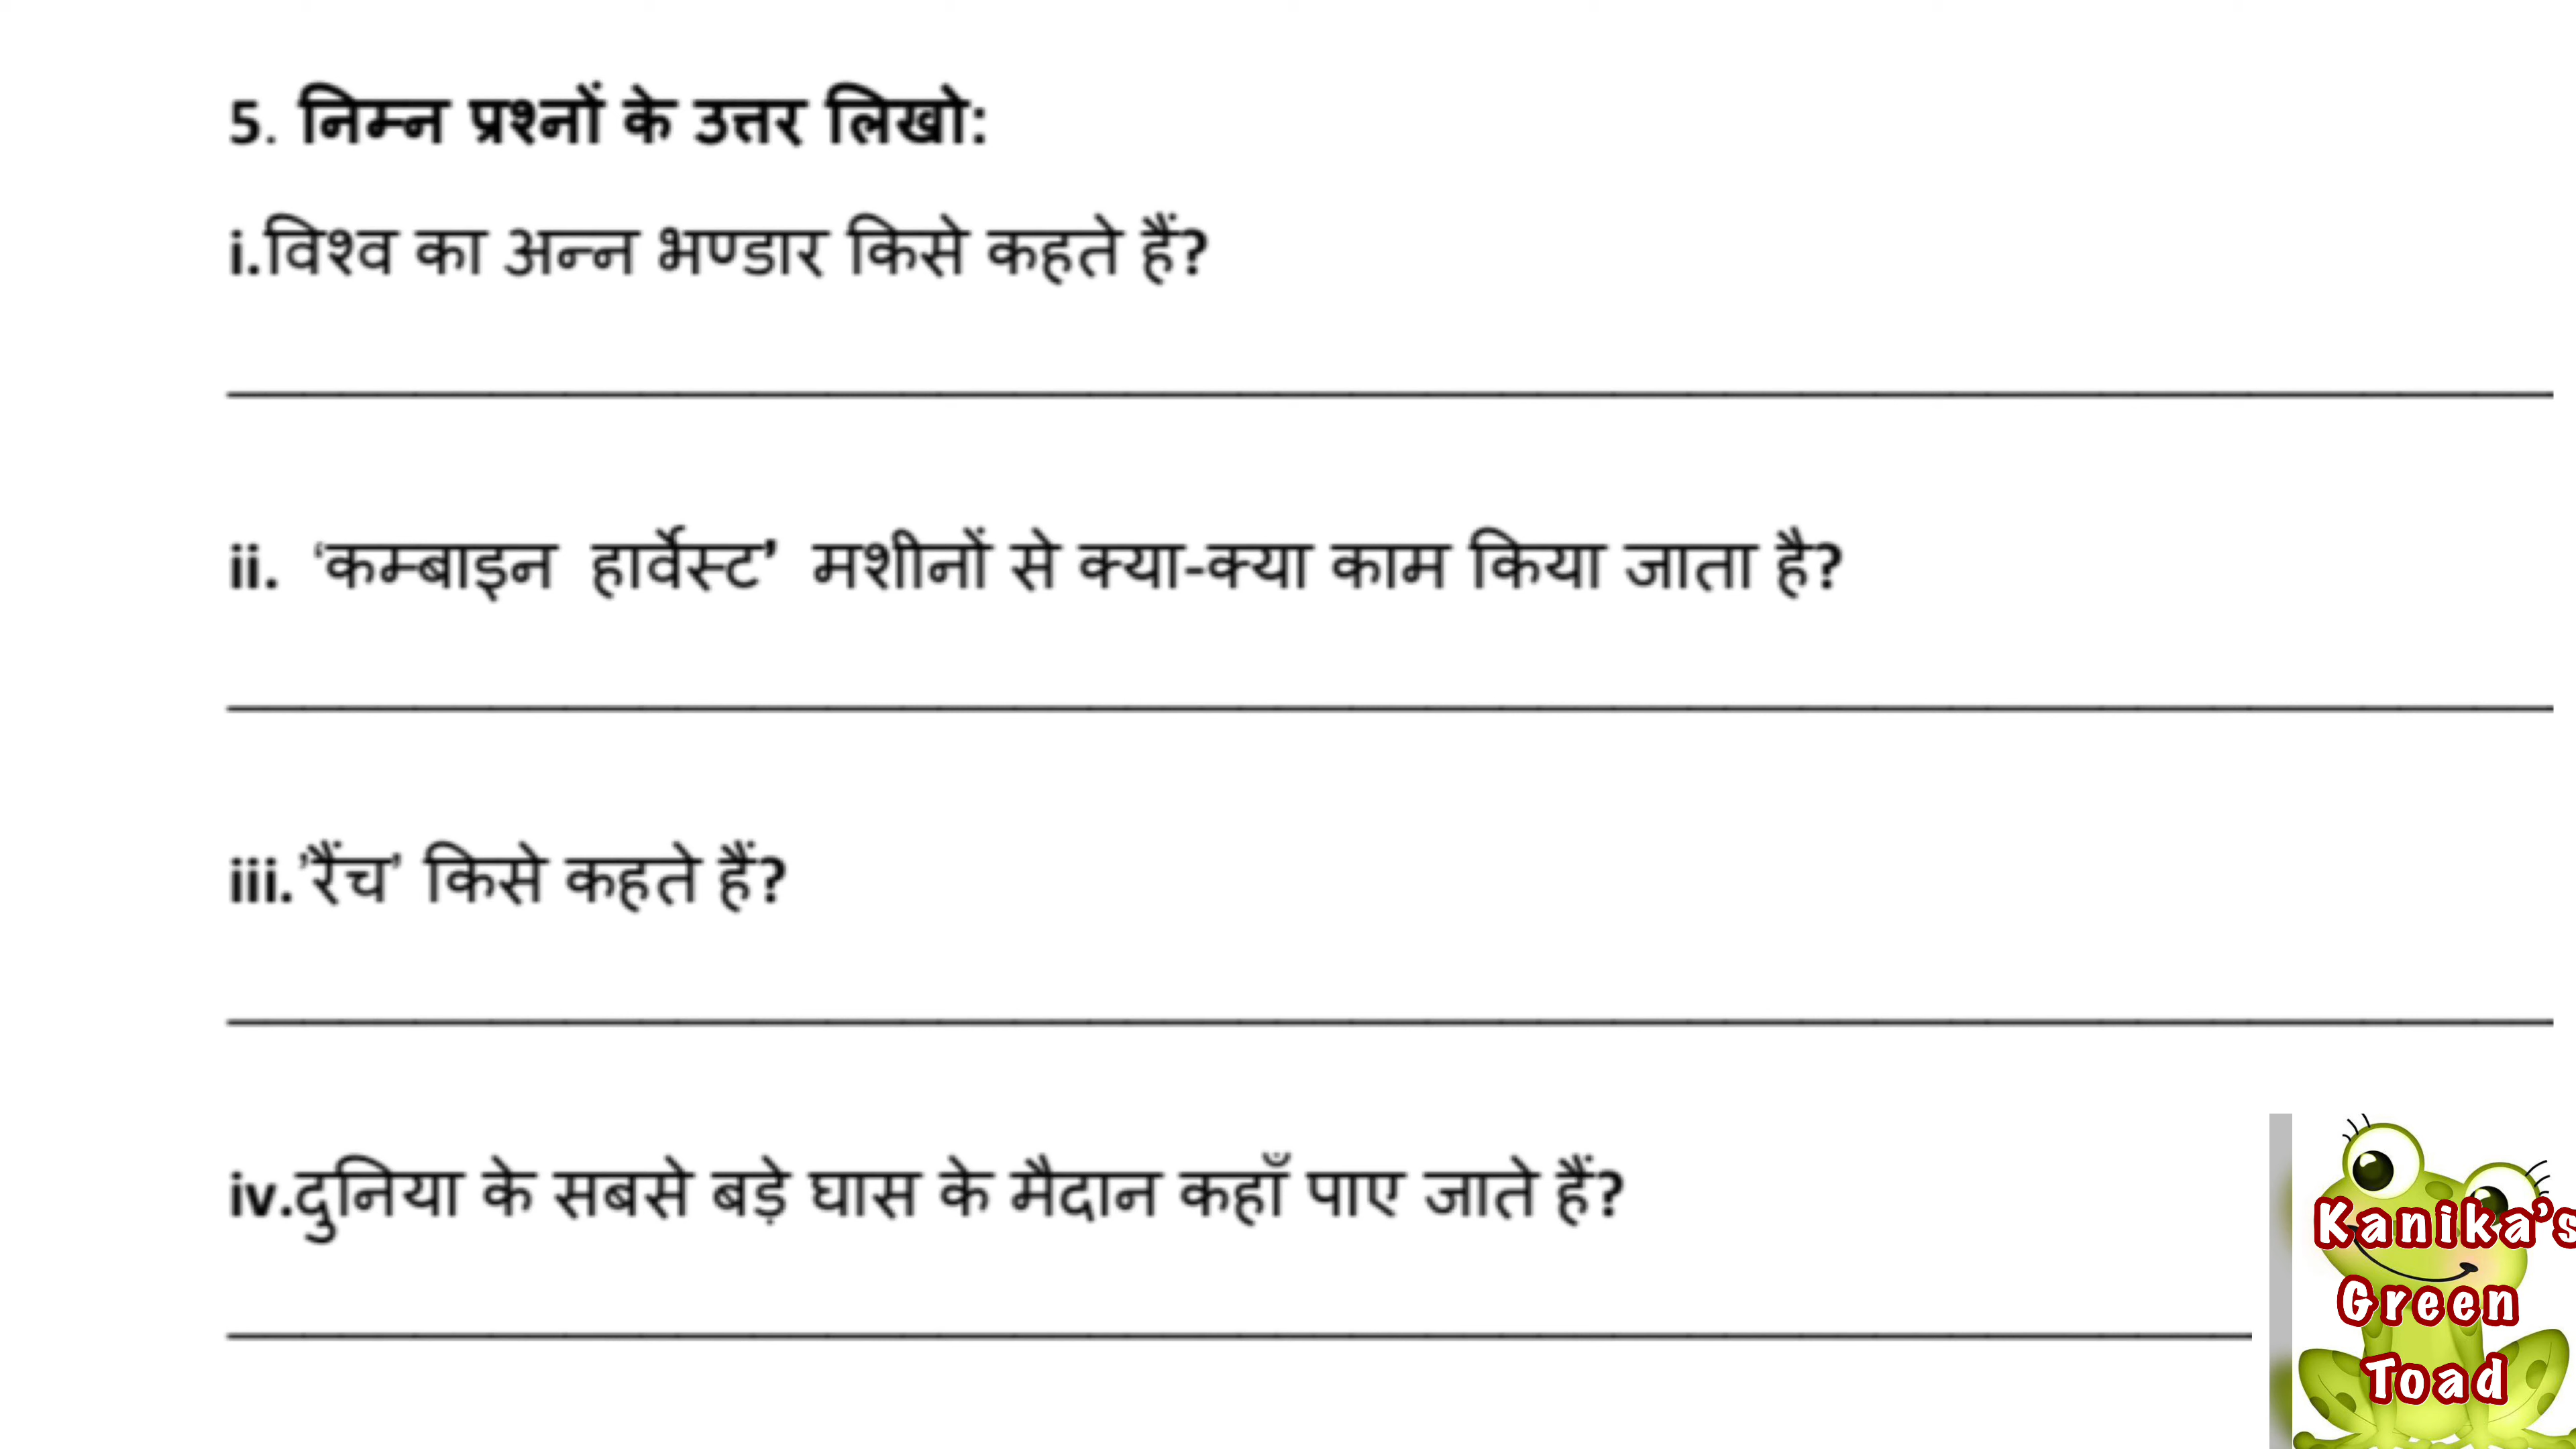 5. निम्न प्रश्नों के उत्तर लिखो:
i.विश्व का अन्न भण्डार किसे कहते हैं?
ii. ‘कम्बाइन हार्वेस्ट’ मशीनों से क्या-क्या काम किया जाता है?
iii.’रैंच’ किसे कहते हैं?
iv.दुनिया के सबसे बड़े घास के मैदान कहाँ पाए जाते हैं?
Kanika’s
Green
Toad